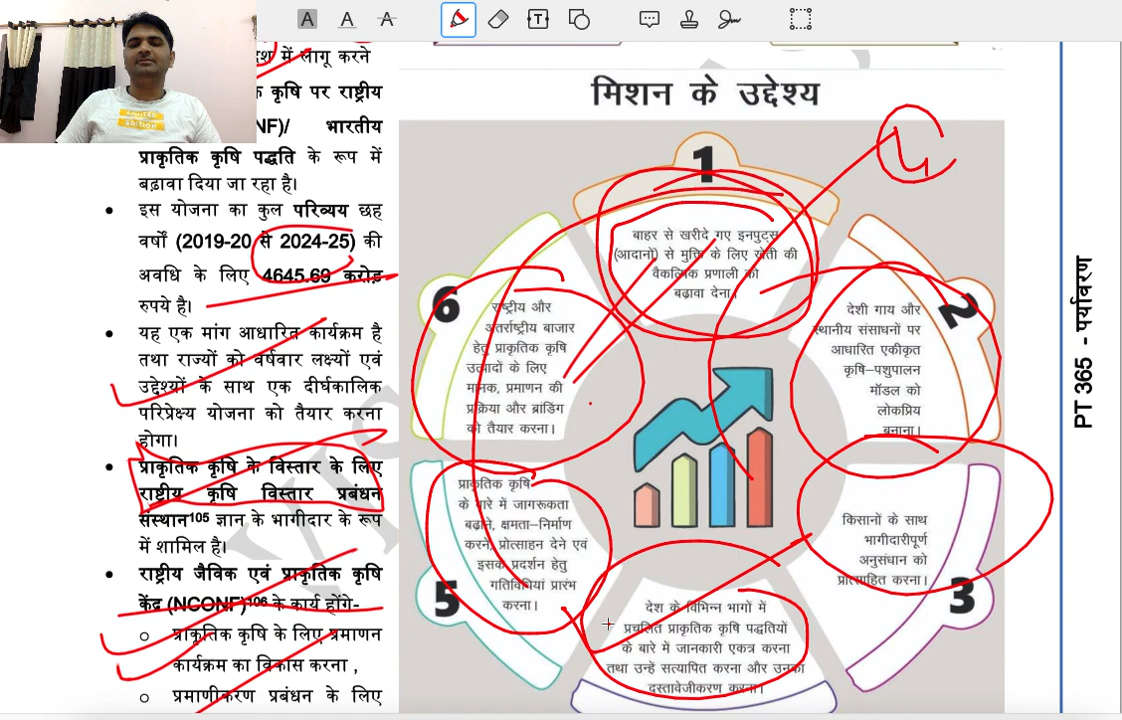 LIMITED
EDITION
में लागू करने
कृषि पर राष्ट्रीय
NF)/ भारतीय
प्राकृतिक कृषि पद्धति के रूप में
बढ़ावा दिया जा रहा है।
इस योजना का कुल परिव्यय छह
वर्षों (2019-20 से 2024-25) की
अवधि के लिए 4645.69 करोड़
रुपये है।
यह एक मांग आधारित कार्यक्रम है
तथा राज्यों को वर्षवार लक्ष्यों एवं
उद्देश्यों के साथ एक दीर्घकालिक
परिप्रेक्ष्य योजना को तैयार करना
होगा।
प्राकृतिक कृषि के विस्तार के लिए
राष्ट्रीय कृषि विस्तार प्रबंधन
संस्थान105 ज्ञान के भागीदार के रूप
में शामिल है।
राष्ट्रीय जैविक एवं प्राकृतिक कृषि
केंद्र (NCONF)106 के कार्य होंगे-
प्राकृतिक कृषि के लिए प्रमाणन
कार्यक्रम का विकास करना ,
प्रमाणीकरण प्रबंधन के लिए
मिशन के उद्देश्य
1
बाहर से खरीदे गए इनपुट्स
(आदानों) से मुक्ति के लिए खेती की
वैकल्पिक प्रणाली को
बढ़ावा देना।
2
देशी गाय और
स्थानीय संसाधनों पर
आधारित एकीकृत
कृषि–पशुपालन
मॉडल को
लोकप्रिय
बनाना।
3
किसानों के साथ
भागीदारीपूर्ण
अनुसंधान को
प्रोत्साहित करना।
देश के विभिन्न भागों में
प्रचलित प्राकृतिक कृषि पद्धतियों
के बारे में जानकारी एकत्र करना
तथा उन्हें सत्यापित करना और उनका
दस्तावेजीकरण करना।
5
प्राकृतिक कृषि
के बारे में जागरूकता
बढ़ाने, क्षमता–निर्माण
करने, प्रोत्साहन देने एवं
इसके प्रदर्शन हेतु
गतिविधियां प्रारंभ
करना।
6
राष्ट्रीय और
अंतर्राष्ट्रीय बाजार
हेतु प्राकृतिक कृषि
उत्पादों के लिए
मानक, प्रमाणन की
प्रक्रिया और ब्रांडिंग
को तैयार करना।
PT 365 - पर्यावरण